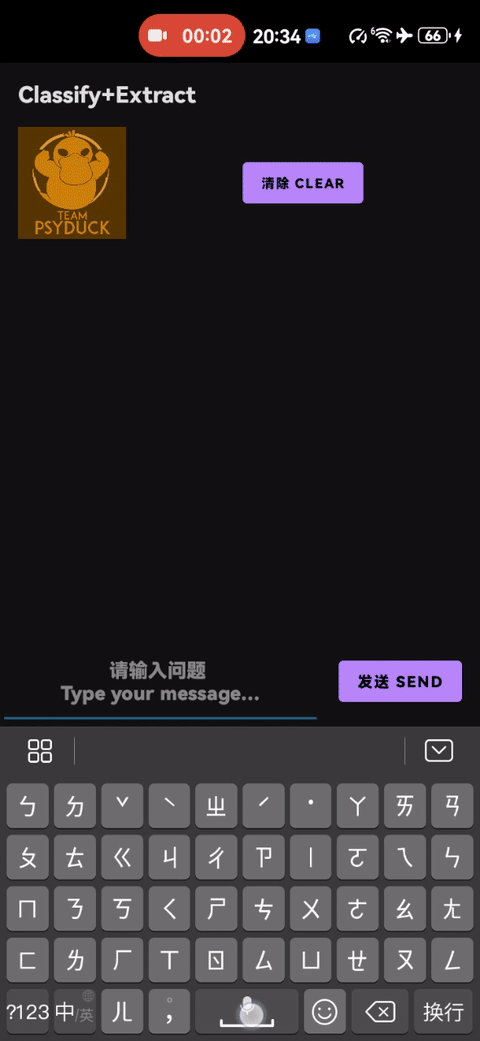 00:02 20:34 6 66
Classify+Extract
TEAM
PSYDUCK
清除 CLEAR
请输入问题
Type your message...
发送 SEND
ㄅ ㄉ ˇ ˋ ㄓ ˊ ˙ ㄚ ㄞ ㄢ
ㄆ ㄊ ㄍ ㄐ ㄔ ㄗ ㄧ ㄛ ㄟ ㄣ
ㄇ ㄋ ㄎ ㄑ ㄕ ㄘ ㄨ ㄜ ㄠ ㄤ
ㄈ ㄌ ㄏ ㄒ ㄖ ㄙ ㄩ ㄝ ㄡ ㄥ
?123 中/英 ㄦ ； 换行